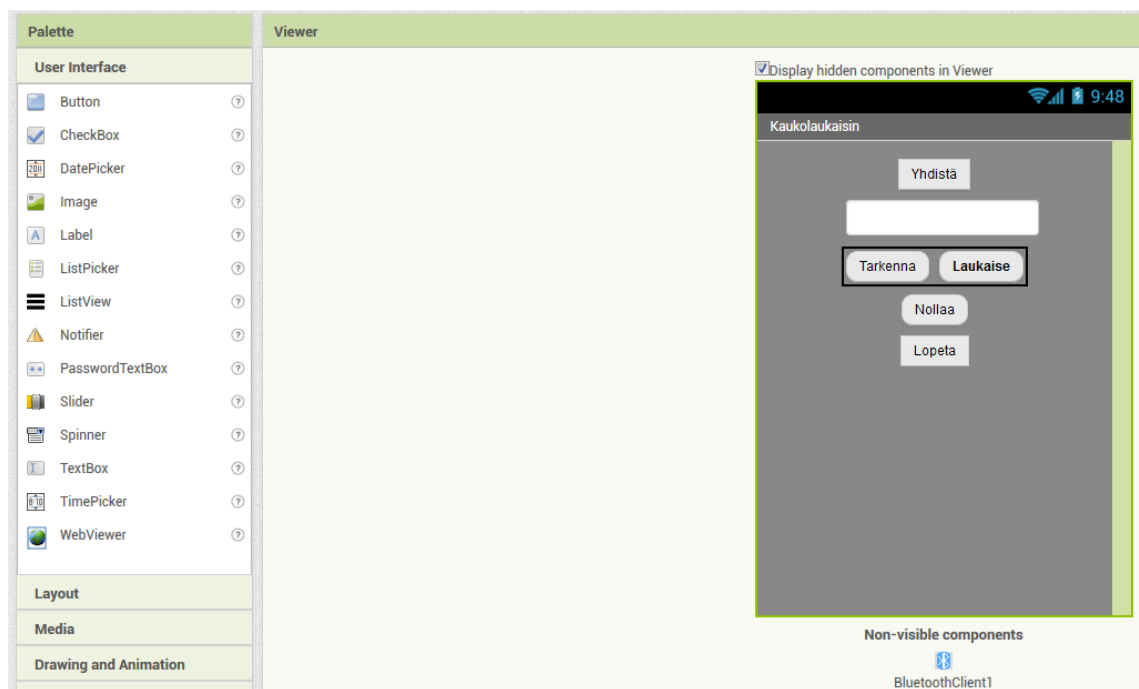 Palette
User Interface
Button
CheckBox
DatePicker
Image
Label
ListPicker
ListView
Notifier
PasswordTextBox
Slider
Spinner
TextBox
TimePicker
WebViewer
Layout
Media
Drawing and Animation
Viewer
Display hidden components in Viewer
9:48
Kaukolaukaisin
Yhdistä
Tarkenna Laukaise
Nollaa
Lopeta
Non-visible components
BluetoothClient1